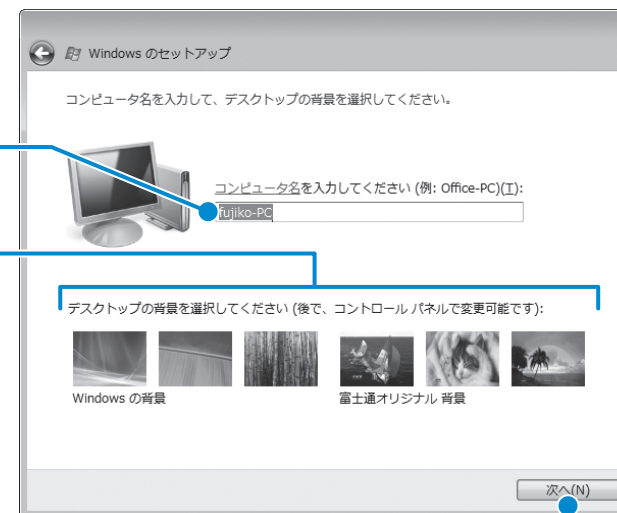 Windows のセットアップ
コンピュータ名を入力して、デスクトップの背景を選択してください。
コンピュータ名を入力してください (例: Office-PC)(T):
fujiko-PC
デスクトップの背景を選択してください (後で、コントロール パネルで変更可能です):
Windows の背景
富士通オリジナル 背景
次へ(N)